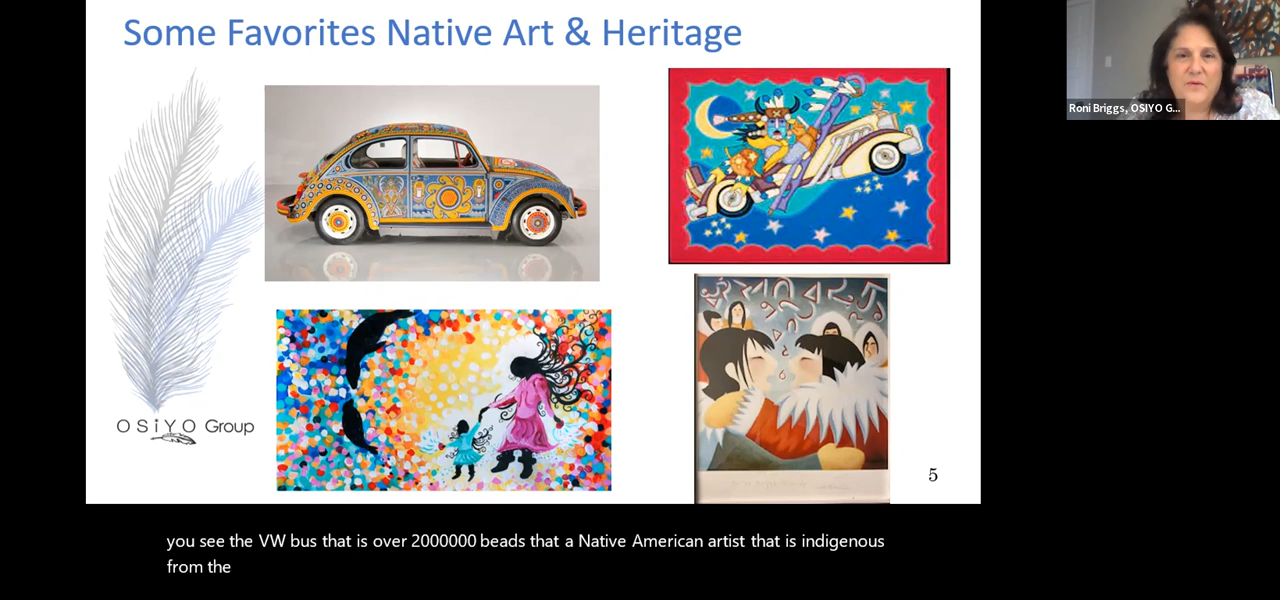 Some Favorites Native Art & Heritage
Roni Briggs, OSIYO G...
OSiYO Group
5
you see the VW bus that is over 2000000 beads that a Native American artist that is indigenous
from the